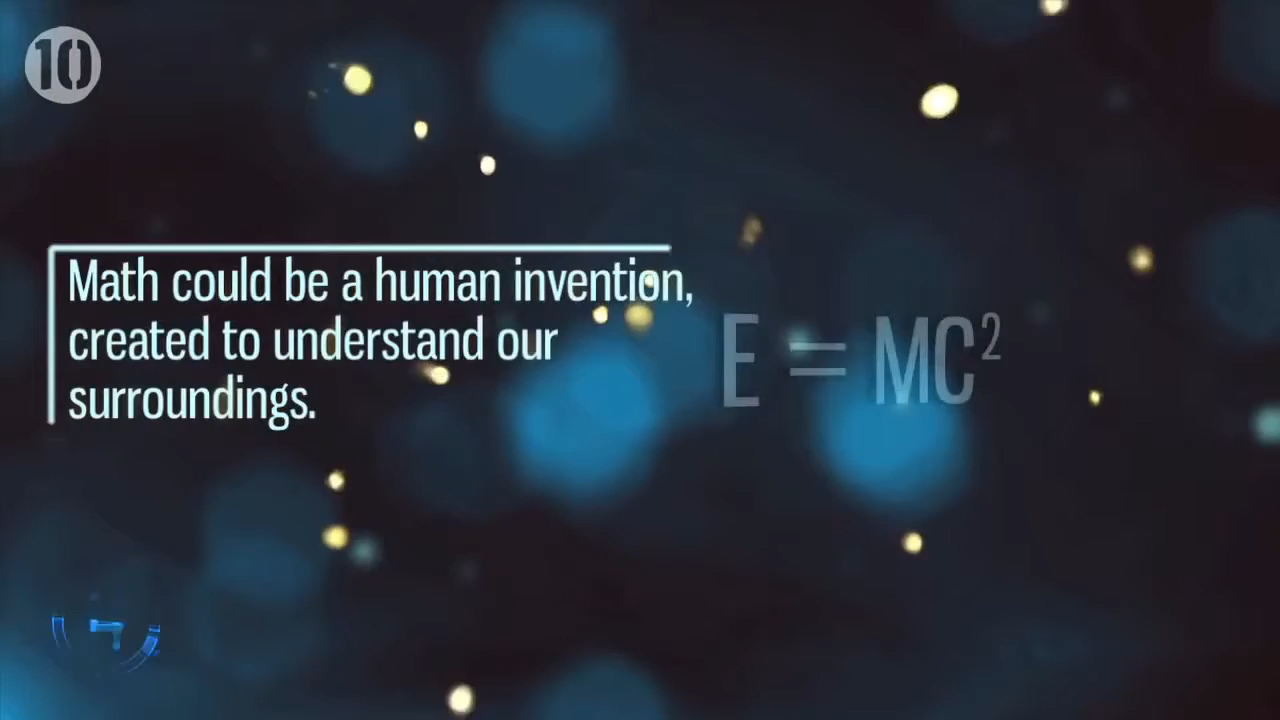 10
Math could be a human invention,
created to understand our
surroundings.
E = MC²